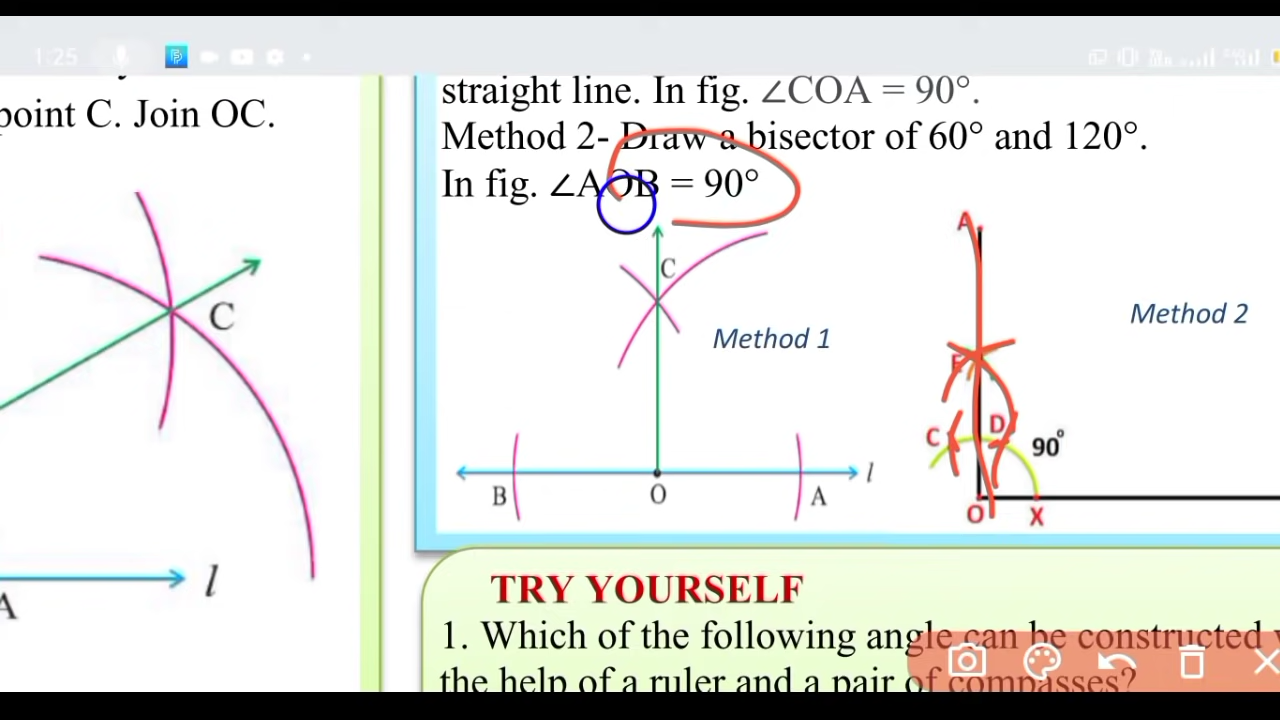 1:25
point C. Join OC.
C
l
A
straight line. In fig. ∠COA = 90°.
Method 2- Draw a bisector of 60° and 120°.
In fig. ∠AOB = 90°
C
Method 1
B
O
A
l
A
Method 2
E
C
D
90°
O
X
TRY YOURSELF
1. Which of the following angle can be constructed
the help of a ruler and a pair of compasses?